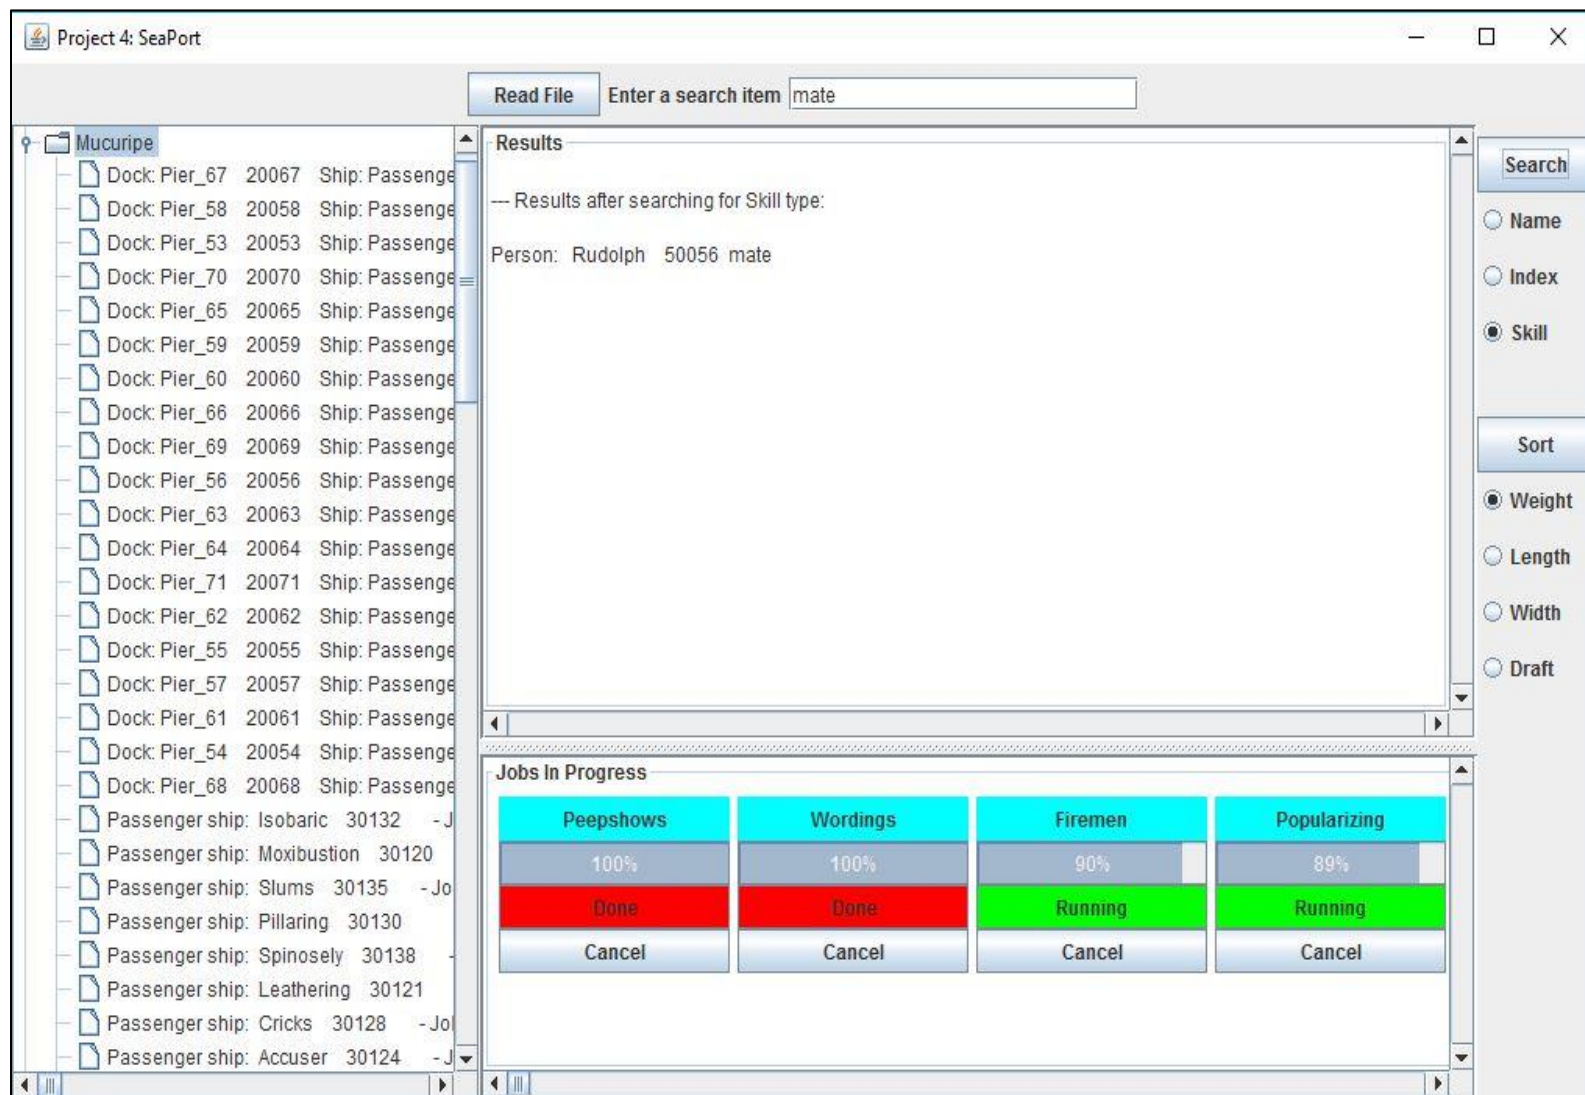 Project 4: SeaPort
Read File Enter a search item mate
Mucuripe
Dock: Pier_67 20067 Ship: Passenge
Dock: Pier_58 20058 Ship: Passenge
Dock: Pier_53 20053 Ship: Passenge
Dock: Pier_70 20070 Ship: Passenge
Dock: Pier_65 20065 Ship: Passenge
Dock: Pier_59 20059 Ship: Passenge
Dock: Pier_60 20060 Ship: Passenge
Dock: Pier_66 20066 Ship: Passenge
Dock: Pier_69 20069 Ship: Passenge
Dock: Pier_56 20056 Ship: Passenge
Dock: Pier_63 20063 Ship: Passenge
Dock: Pier_64 20064 Ship: Passenge
Dock: Pier_71 20071 Ship: Passenge
Dock: Pier_62 20062 Ship: Passenge
Dock: Pier_55 20055 Ship: Passenge
Dock: Pier_57 20057 Ship: Passenge
Dock: Pier_61 20061 Ship: Passenge
Dock: Pier_54 20054 Ship: Passenge
Dock: Pier_68 20068 Ship: Passenge
Passenger ship: Isobaric 30132 - J
Passenger ship: Moxibustion 30120
Passenger ship: Slums 30135 - Jo
Passenger ship: Pillaring 30130
Passenger ship: Spinosely 30138 -
Passenger ship: Leathering 30121
Passenger ship: Cricks 30128 - Jo
Passenger ship: Accuser 30124 - J
Results
--- Results after searching for Skill type:
Person: Rudolph 50056 mate
Jobs In Progress
Peepshows Wordings Firemen Popularizing
100% 100% 90% 89%
Done Done Running Running
Cancel Cancel Cancel Cancel
Search
Name
Index
Skill
Sort
Weight
Length
Width
Draft